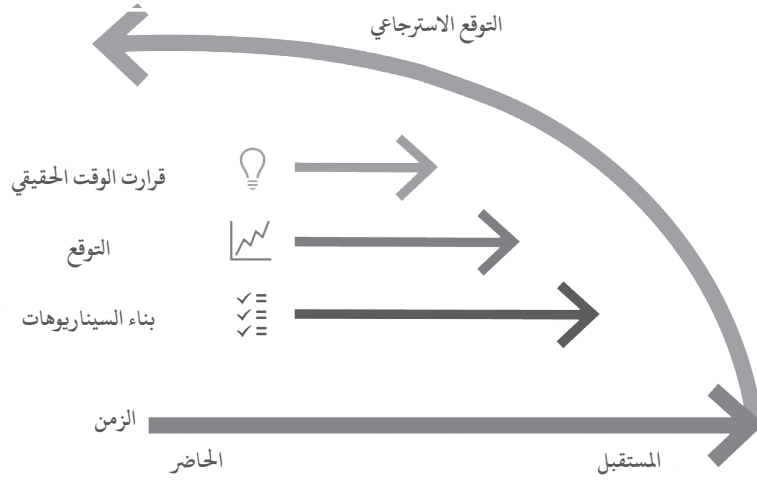 التوقع الاسترجاعي
قرارت الوقت الحقيقي
التوقع
بناء السيناريوهات
الزمن
الحاضر
المستقبل